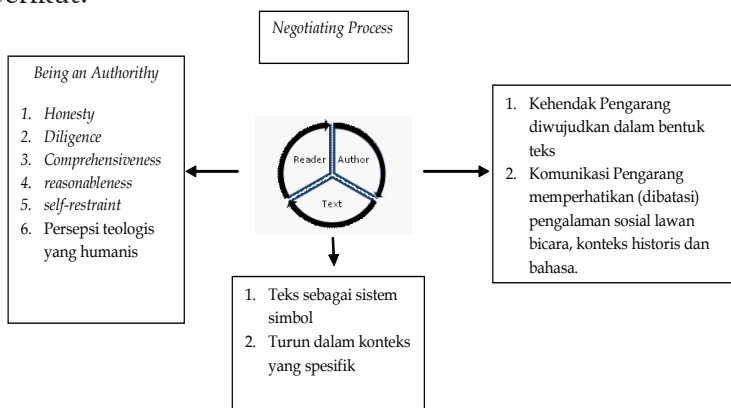 berikut:
Negotiating Process
Being an Authorithy
1. Honesty
2. Diligence
3. Comprehensiveness
4. reasonableness
5. self-restraint
6. Persepsi teologis
yang humanis
Reader
Author
Text
1. Kehendak Pengarang
diwujudkan dalam bentuk
teks
2. Komunikasi Pengarang
memperhatikan (dibatasi)
pengalaman sosial lawan
bicara, konteks historis dan
bahasa.
1. Teks sebagai sistem
simbol
2. Turun dalam konteks
yang spesifik